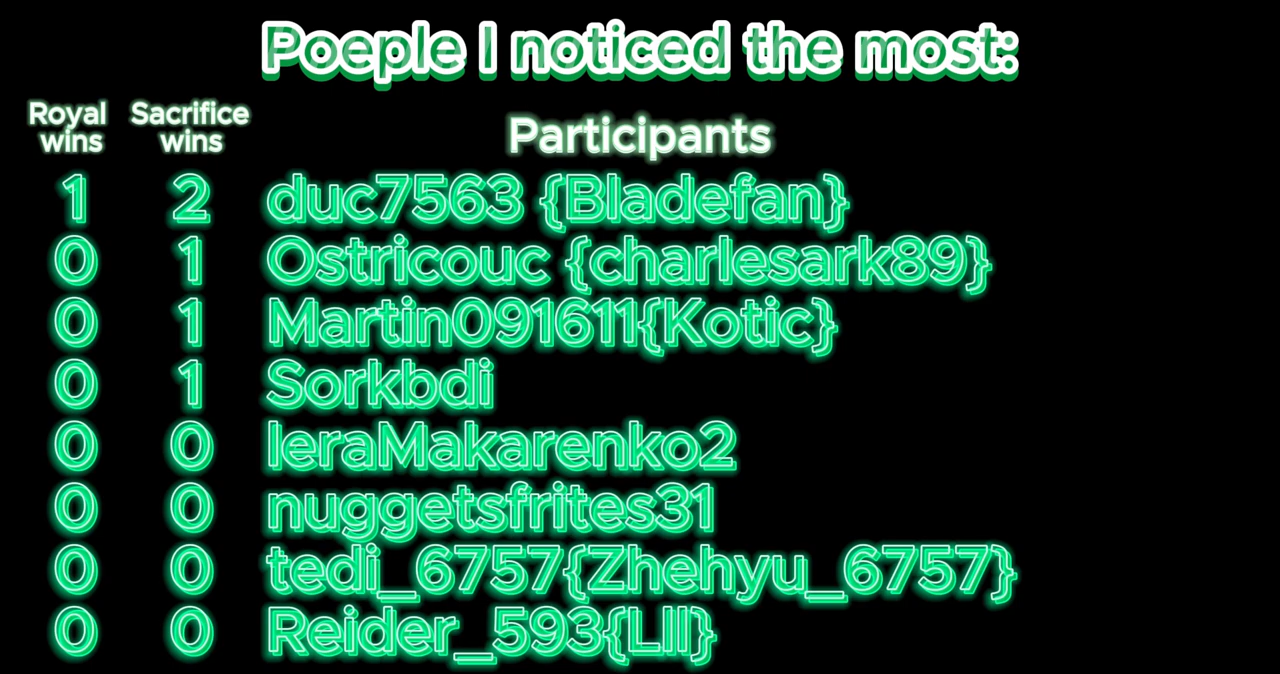 Poeple I noticed the most:
Royal wins Sacrifice wins Participants
1 2 duc7563 {Bladefan}
0 1 Ostricouc {charlesark89}
0 1 Martin091611{Kotic}
0 1 Sorkbdi
0 0 leraMakarenko2
0 0 nuggetsfrites31
0 0 tedi_6757{Zhehyu_6757}
0 0 Reider_593{Lll}